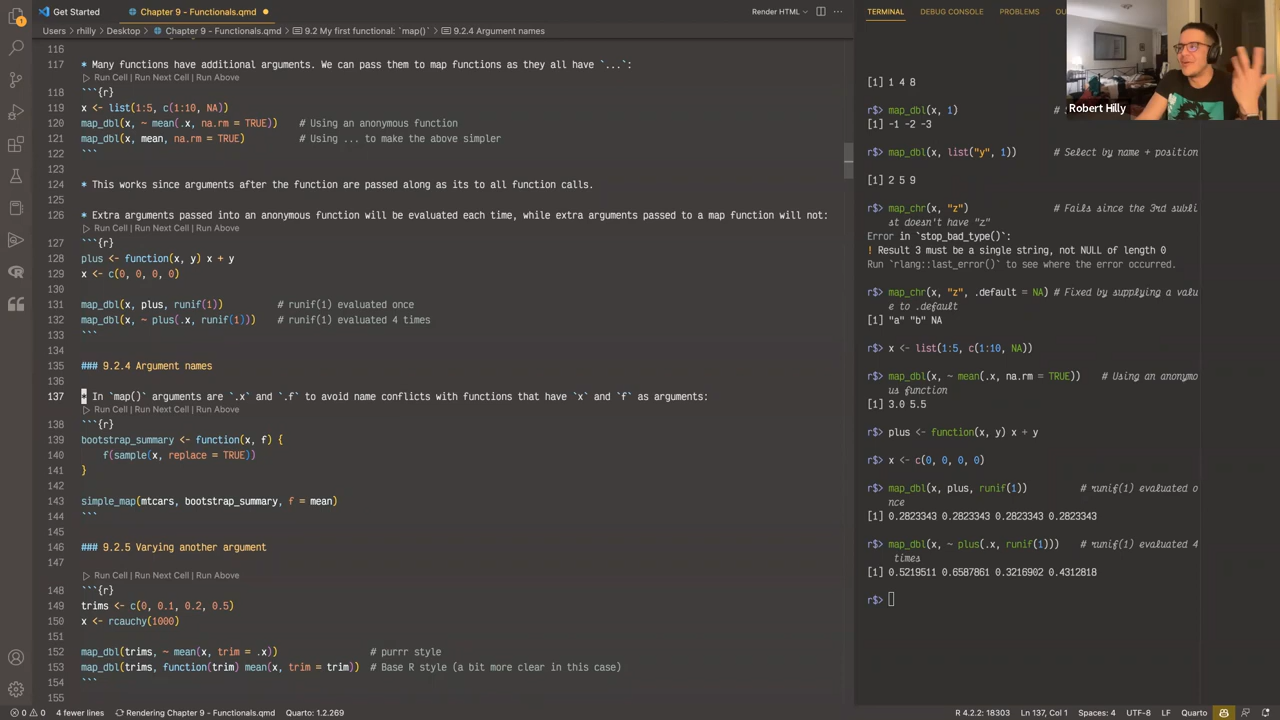 Get Started
Chapter 9 - Functionals.qmd
Render HTML
Users > rhilly > Desktop > Chapter 9 - Functionals.qmd > 9.2 My first functional: `map()` > 9.2.4 Argument names
116
117 * Many functions have additional arguments. We can pass them to map functions as they all have `...`:
Run Cell | Run Next Cell | Run Above
118 ```{r}
119 x <- list(1:5, c(1:10, NA))
120 map_dbl(x, ~ mean(.x, na.rm = TRUE)) # Using an anonymous function
121 map_dbl(x, mean, na.rm = TRUE) # Using ... to make the above simpler
122 ```
123
124 * This works since arguments after the function are passed along as its to all function calls.
125
126 * Extra arguments passed into an anonymous function will be evaluated each time, while extra arguments passed to a map function will not:
Run Cell | Run Next Cell | Run Above
127 ```{r}
128 plus <- function(x, y) x + y
129 x <- c(0, 0, 0, 0)
130
131 map_dbl(x, plus, runif(1)) # runif(1) evaluated once
132 map_dbl(x, ~ plus(.x, runif(1))) # runif(1) evaluated 4 times
133 ```
134
135 ### 9.2.4 Argument names
136
137 * In `map()` arguments are `.x` and `.f` to avoid name conflicts with functions that have `x` and `f` as arguments:
Run Cell | Run Next Cell | Run Above
138 ```{r}
139 bootstrap_summary <- function(x, f) {
140 f(sample(x, replace = TRUE))
141 }
142
143 simple_map(mtcars, bootstrap_summary, f = mean)
144 ```
145
146 ### 9.2.5 Varying another argument
147
Run Cell | Run Next Cell | Run Above
148 ```{r}
149 trims <- c(0, 0.1, 0.2, 0.5)
150 x <- rcauchy(1000)
151
152 map_dbl(trims, ~ mean(x, trim = .x)) # purrr style
153 map_dbl(trims, function(trim) mean(x, trim = trim)) # Base R style (a bit more clear in this case)
154 ```
155
TERMINAL DEBUG CONSOLE PROBLEMS
Robert Hilly
[1] 1 4 8
r$> map_dbl(x, 1)
[1] -1 -2 -3
r$> map_dbl(x, list("y", 1)) # Select by name + position
[1] 2 5 9
r$> map_chr(x, "z") # Fails since the 3rd subli
st doesn't have "z"
Error in `stop_bad_type()`:
! Result 3 must be a single string, not NULL of length 0
Run `rlang::last_error()` to see where the error occurred.
r$> map_chr(x, "z", .default = NA) # Fixed by supplying a valu
e to .default
[1] "a" "b" NA
r$> x <- list(1:5, c(1:10, NA))
r$> map_dbl(x, ~ mean(.x, na.rm = TRUE)) # Using an anonymo
us function
[1] 3.0 5.5
r$> plus <- function(x, y) x + y
r$> x <- c(0, 0, 0, 0)
r$> map_dbl(x, plus, runif(1)) # runif(1) evaluated o
nce
[1] 0.2823343 0.2823343 0.2823343 0.2823343
r$> map_dbl(x, ~ plus(.x, runif(1))) # runif(1) evaluated 4
times
[1] 0.5219511 0.6587861 0.3216902 0.4312818
r$>
0 0 4 fewer lines Rendering Chapter 9 - Functionals.qmd Quarto: 1.2.269
R 4.2.2: 18303 Ln 137, Col 1 Spaces: 4 UTF-8 LF Quarto